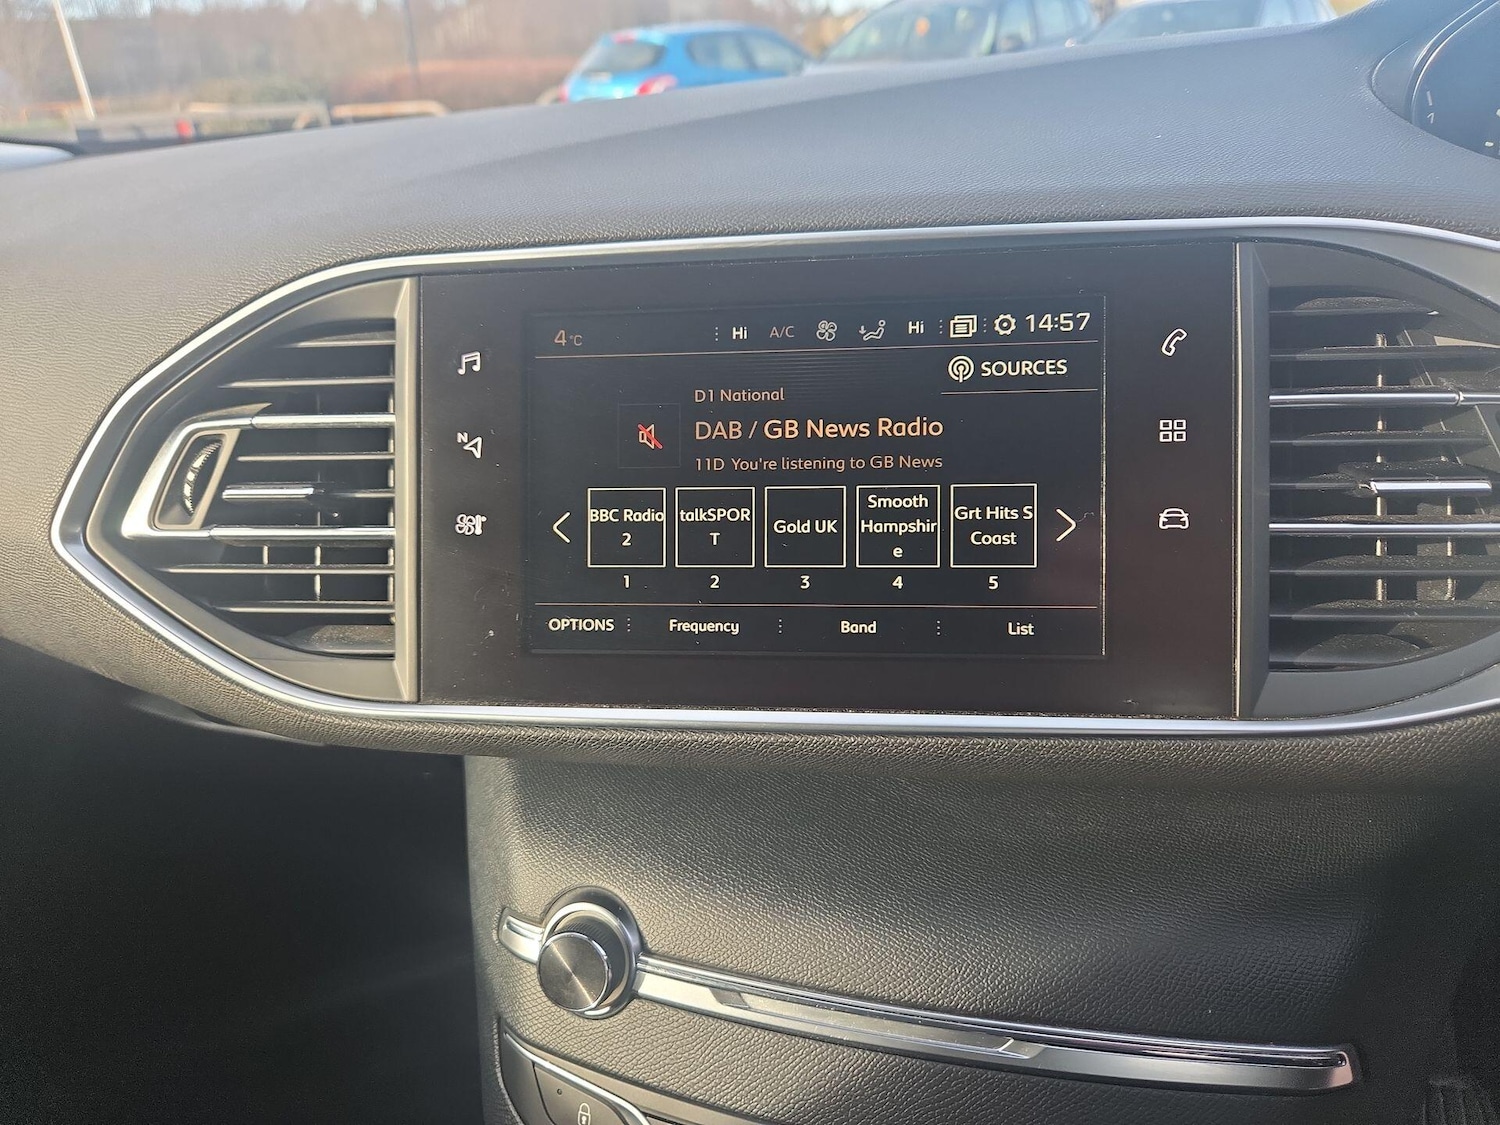 4°C Hi A/C Hi 14:57
SOURCES
D1 National
DAB / GB News Radio
11D You're listening to GB News
BBC Radio
2
talkSPOR
T
Gold UK
Smooth
Hampshir
e
Grt Hits S
Coast
1 2 3 4 5
OPTIONS Frequency Band List
N